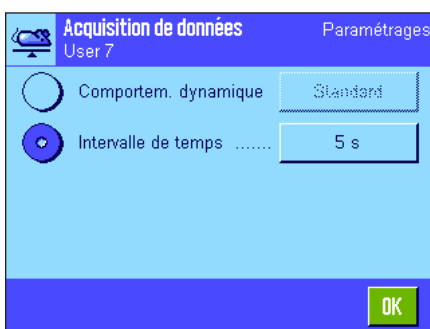 Acquisition de données Paramétrages
User 7
Comportem. dynamique Standard
Intervalle de temps ....... 5 s
OK